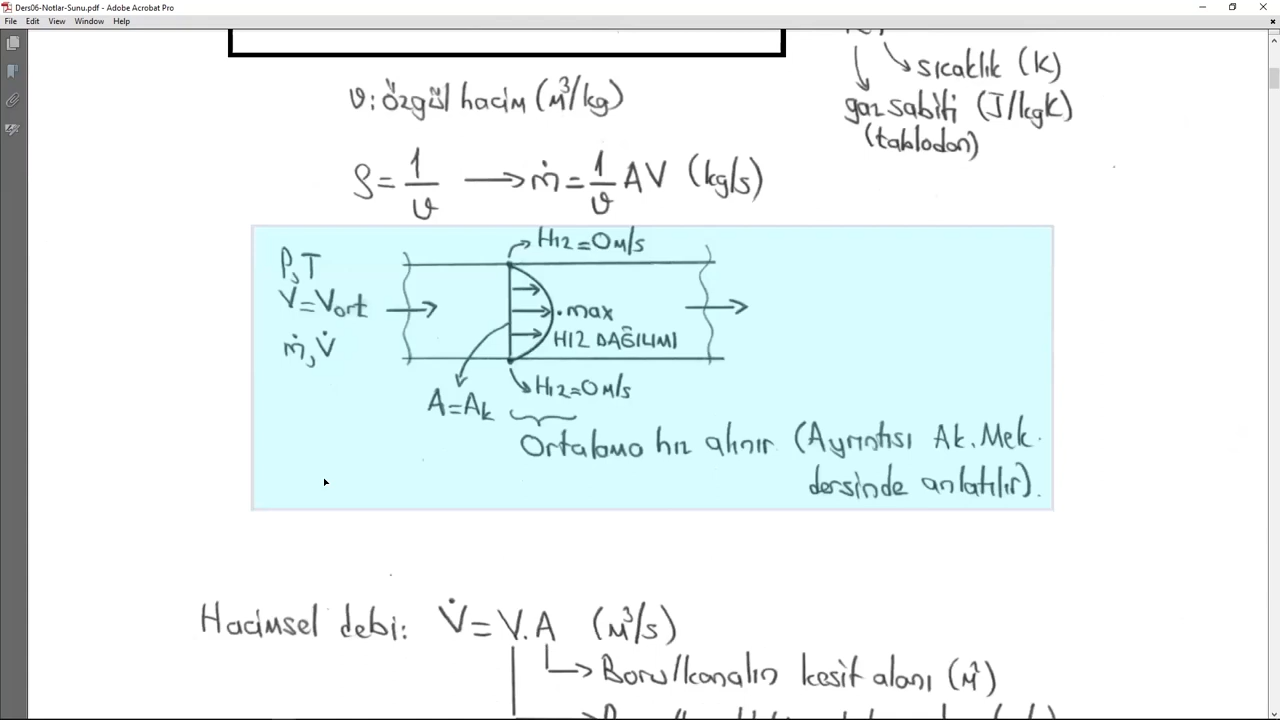 Ders06-Notlar-Sunu.pdf - Adobe Acrobat Pro
File Edit View Window Help
sıcaklık (K)
ϑ: Özgül hacim (m³/kg)
gaz sabiti (J/kgK)
(tablodan)
ρ = 1/ϑ → ṁ = 1/ϑ AV (kg/s)
Hız = 0 m/s
P, T
V = Vort
max
HIZ DAĞILIMI
ṁ, V̇
Hız = 0 m/s
A = Ak
Ortalama hız alınır (Ayrıntısı Ak. Mek.
dersinde anlatılır).
Hacimsel debi: V̇ = V.A (m³/s)
Boru/kanalın kesit alanı (m²)